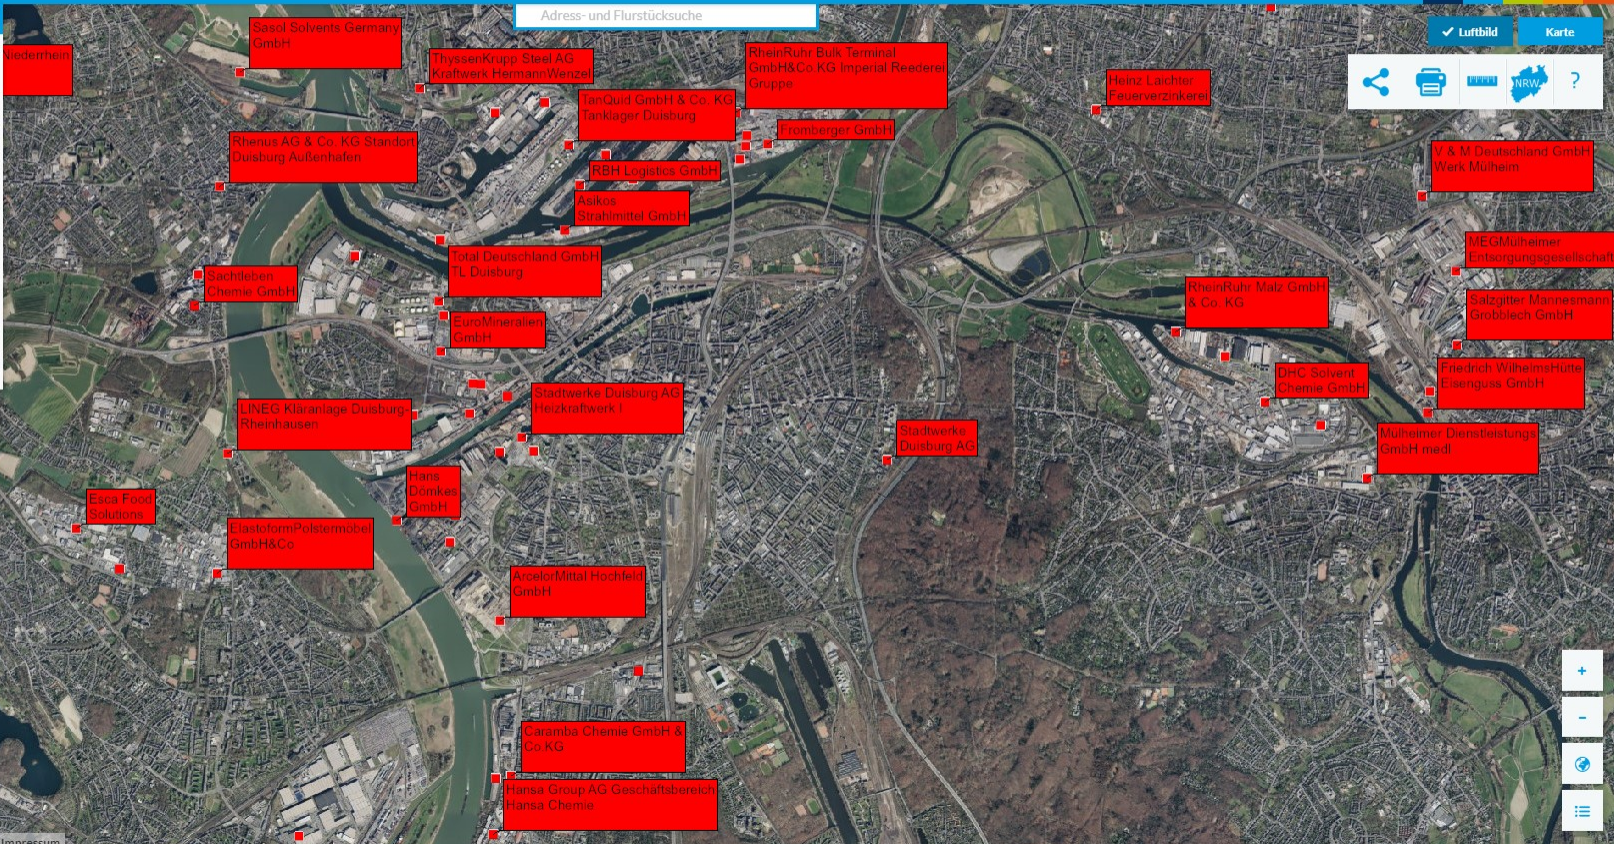 Adress- und Flurstücksuche
Luftbild
Karte
NRW
?
Niederrhein
Sasol Solvents Germany
GmbH
ThyssenKrupp Steel AG
Kraftwerk HermannWenzel
RheinRuhr Bulk Terminal
GmbH&Co.KG Imperial Reederei
Gruppe
Heinz Laichter
Feuerverzinkerei
TanQuid GmbH & Co. KG
Tanklager Duisburg
Fromberger GmbH
Rhenus AG & Co. KG Standort
Duisburg Außenhafen
V & M Deutschland GmbH
Werk Mülheim
RBH Logistics GmbH
Asikos
Strahlmittel GmbH
MEGMülheimer
Entsorgungsgesellschaft
Total Deutschland GmbH
TL Duisburg
Sachtleben
Chemie GmbH
RheinRuhr Malz GmbH
& Co. KG
Salzgitter Mannesmann
Grobblech GmbH
EuroMineralien
GmbH
Friedrich WilhelmsHütte
Eisenguss GmbH
DHC Solvent
Chemie GmbH
Stadtwerke Duisburg AG
Heizkraftwerk I
LINEG Kläranlage Duisburg-
Rheinhausen
Stadtwerke
Duisburg AG
Mülheimer Dienstleistungs
GmbH medl
Hans
Dömkes
GmbH
Esca Food
Solutions
ElastoformPolstermöbel
GmbH&Co
ArcelorMittal Hochfeld
GmbH
+
-
Caramba Chemie GmbH &
Co.KG
Hansa Group AG Geschäftsbereich
Hansa Chemie
Impressum